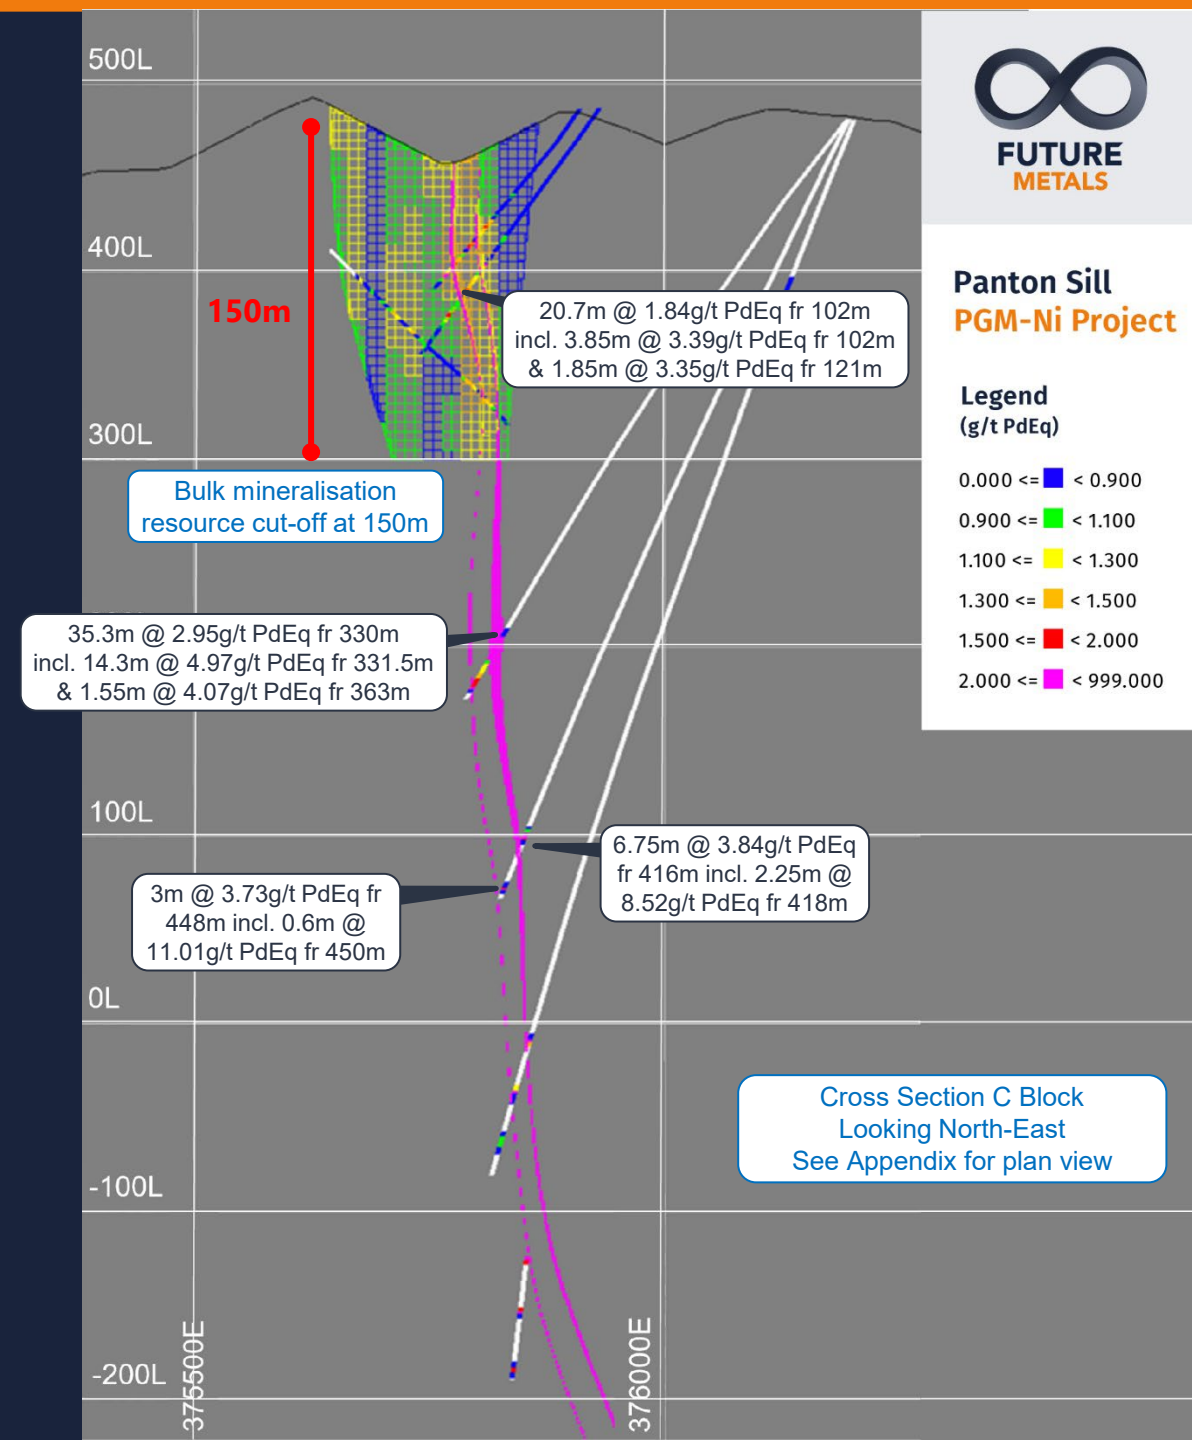 500L
400L
300L
100L
0L
-100L
-200L
375500E
376000E
150m
20.7m @ 1.84g/t PdEq fr 102m
incl. 3.85m @ 3.39g/t PdEq fr 102m
& 1.85m @ 3.35g/t PdEq fr 121m
Bulk mineralisation
resource cut-off at 150m
35.3m @ 2.95g/t PdEq fr 330m
incl. 14.3m @ 4.97g/t PdEq fr 331.5m
& 1.55m @ 4.07g/t PdEq fr 363m
6.75m @ 3.84g/t PdEq
fr 416m incl. 2.25m @
8.52g/t PdEq fr 418m
3m @ 3.73g/t PdEq fr
448m incl. 0.6m @
11.01g/t PdEq fr 450m
Cross Section C Block
Looking North-East
See Appendix for plan view
FUTURE
METALS
Panton Sill
PGM-Ni Project
Legend
(g/t PdEq)
0.000 <= < 0.900
0.900 <= < 1.100
1.100 <= < 1.300
1.300 <= < 1.500
1.500 <= < 2.000
2.000 <= < 999.000